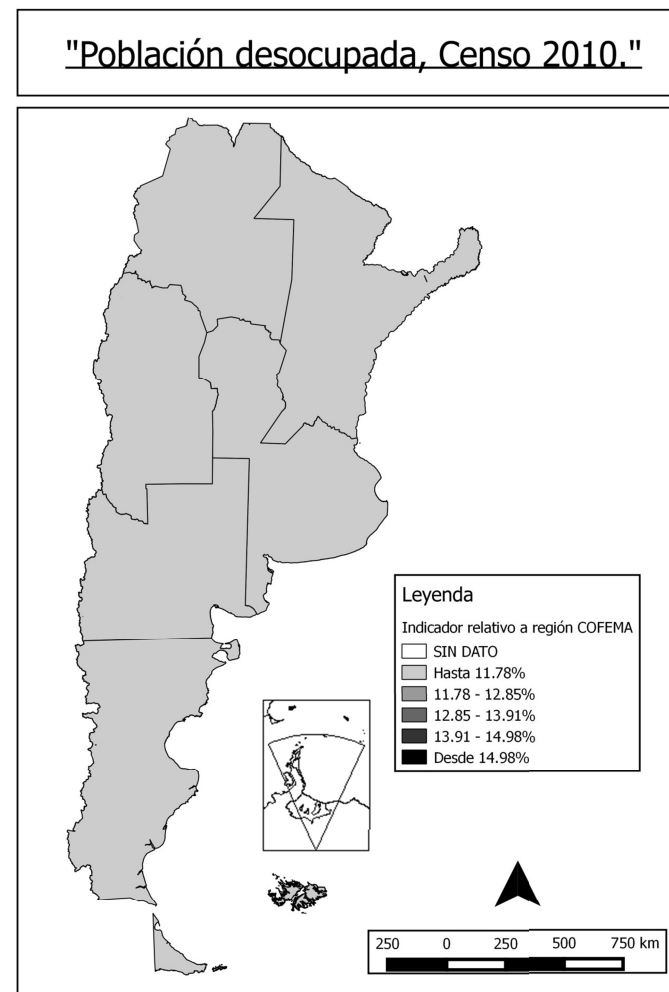 "Población desocupada, Censo 2010."
Leyenda
Indicador relativo a región COFEMA
SIN DATO
Hasta 11.78%
11.78 - 12.85%
12.85 - 13.91%
13.91 - 14.98%
Desde 14.98%
250 0 250 500 750 km